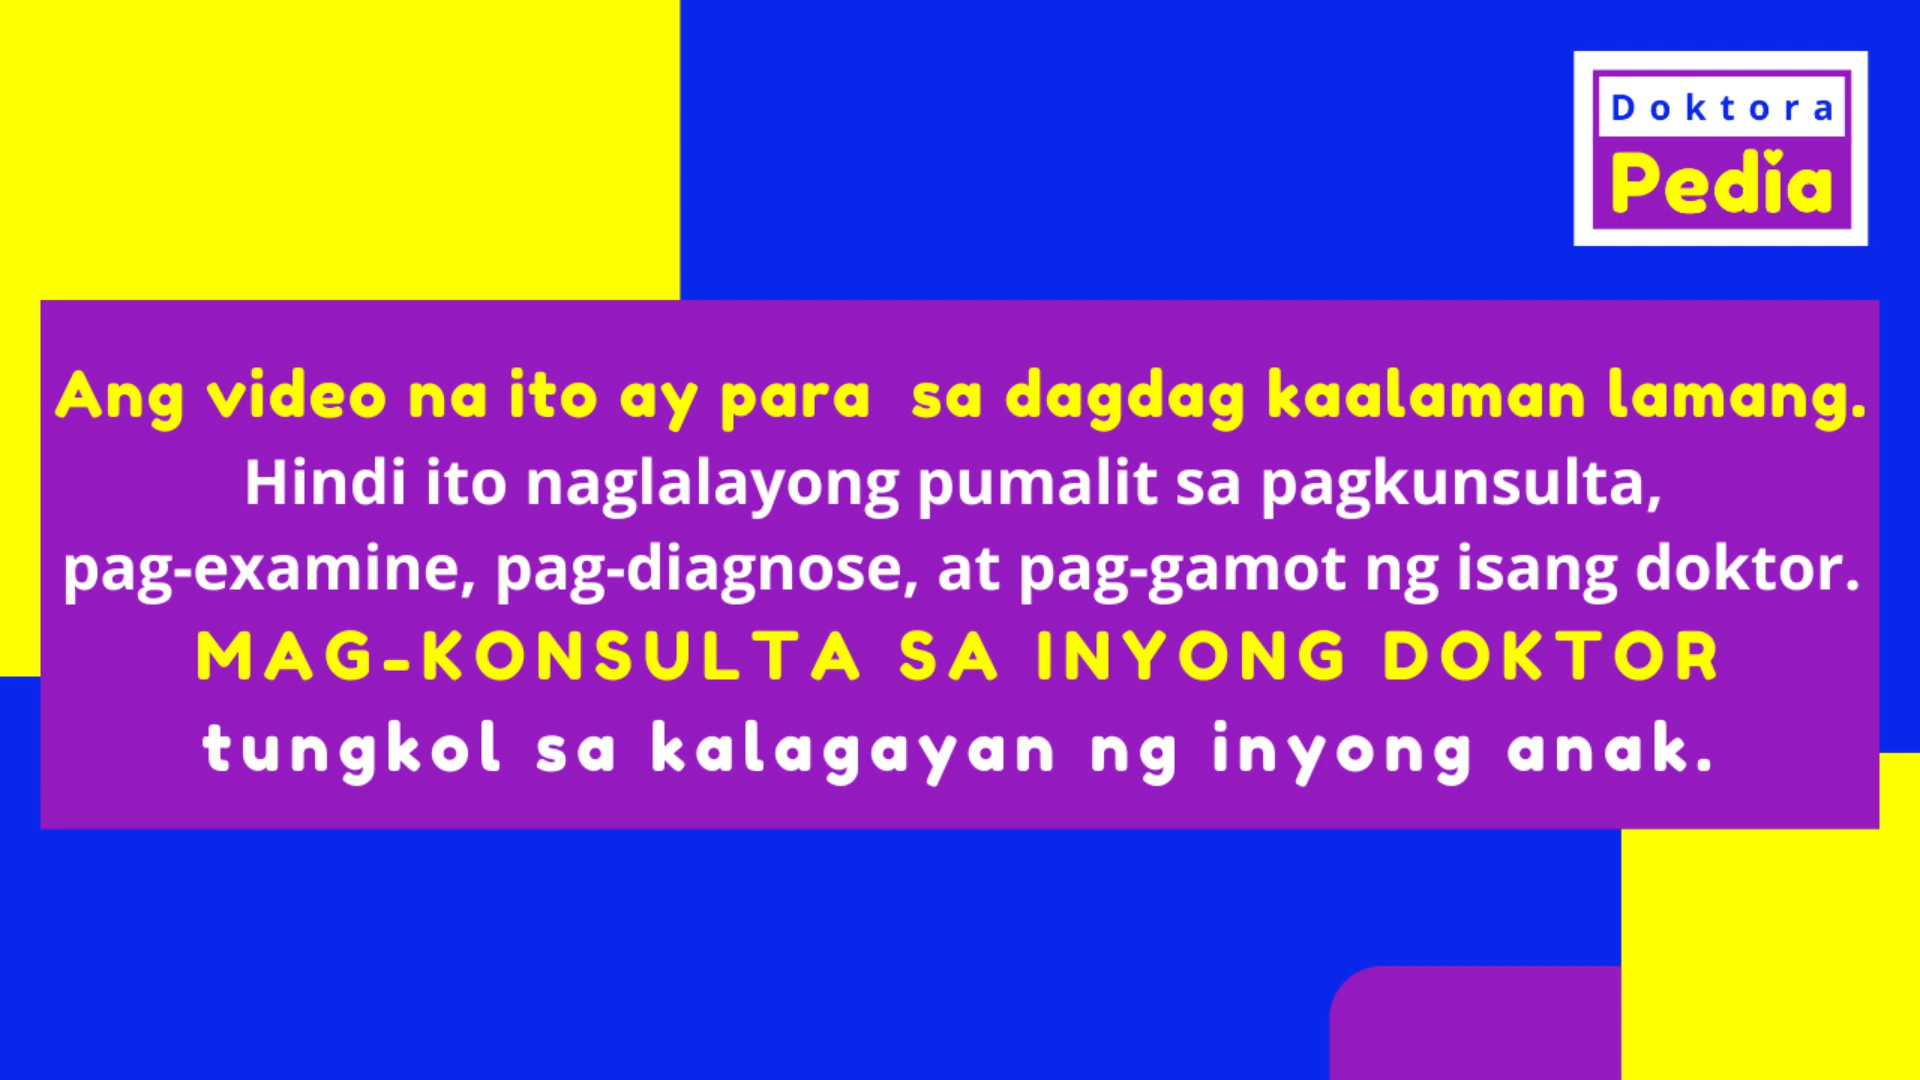 Doktora
Pedia
Ang video na ito ay para sa dagdag kaalaman lamang.
Hindi ito naglalayong pumalit sa pagkunsulta,
pag-examine, pag-diagnose, at pag-gamot ng isang doktor.
MAG-KONSULTA SA INYONG DOKTOR
tungkol sa kalagayan ng inyong anak.